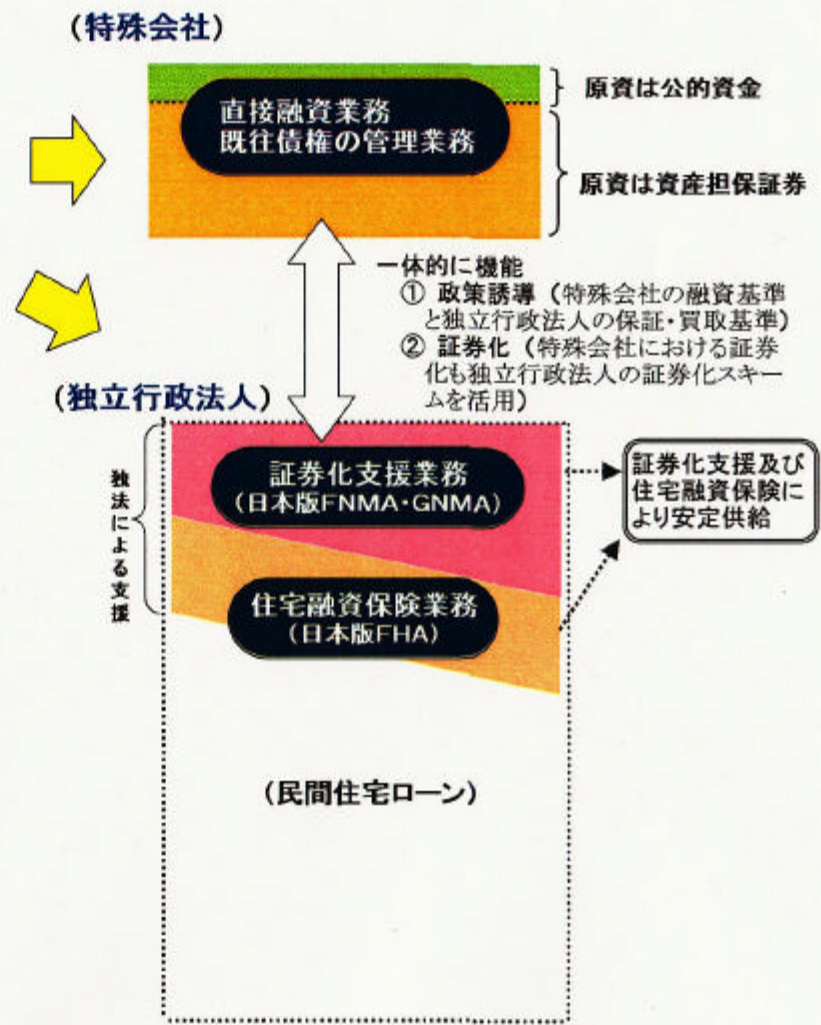 (特殊会社)
直接融資業務
既往債権の管理業務
原資は公的資金
原資は資産担保証券
一体的に機能
① 政策誘導（特殊会社の融資基準
と独立行政法人の保証・買取基準）
② 証券化（特殊会社における証券
化も独立行政法人の証券化スキー
ムを活用）
(独立行政法人)
独法による支援
証券化支援業務
(日本版FNMA・GNMA)
証券化支援及び
住宅融資保険に
より安定供給
住宅融資保険業務
(日本版FHA)
(民間住宅ローン)